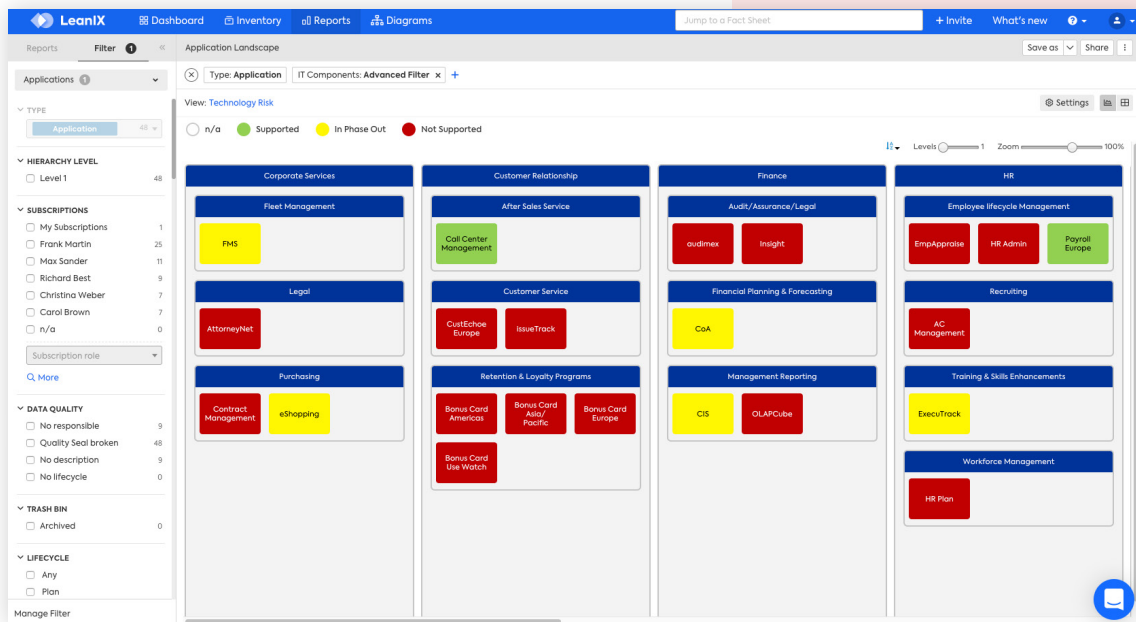 LeanIX
Dashboard
Inventory
Reports
Diagrams
Jump to a Fact Sheet
+ Invite
What's new
Reports
Filter 1
Application Landscape
Save as
Share
Applications 1
Type: Application
IT Components: Advanced Filter ×
+
View: Technology Risk
Settings
n/a
Supported
In Phase Out
Not Supported
Levels 1
Zoom 100%
TYPE
Application 48
HIERARCHY LEVEL
Level 1 48
SUBSCRIPTIONS
My Subscriptions 1
Frank Martin 25
Max Sander 11
Richard Best 9
Christina Weber 7
Carol Brown 7
n/a 0
Subscription role
More
DATA QUALITY
No responsible 9
Quality Seal broken 48
No description 9
No lifecycle 0
TRASH BIN
Archived 0
LIFECYCLE
Any
Plan
Manage Filter
Corporate Services
Fleet Management
FMS
Legal
AttorneyNet
Purchasing
Contract
Management
eShopping
Customer Relationship
After Sales Service
Call Center
Management
Customer Service
CustEchoe
Europe
issueTrack
Retention & Loyalty Programs
Bonus Card
Americas
Bonus Card
Asia/
Pacific
Bonus Card
Europe
Bonus Card
Use Watch
Finance
Audit/Assurance/Legal
audimex
Insight
Financial Planning & Forecasting
CoA
Management Reporting
CIS
OLAPCube
HR
Employee lifecycle Management
EmpAppraise
HR Admin
Payroll
Europe
Recruiting
AC
Management
Training & Skills Enhancements
ExecuTrack
Workforce Management
HR Plan